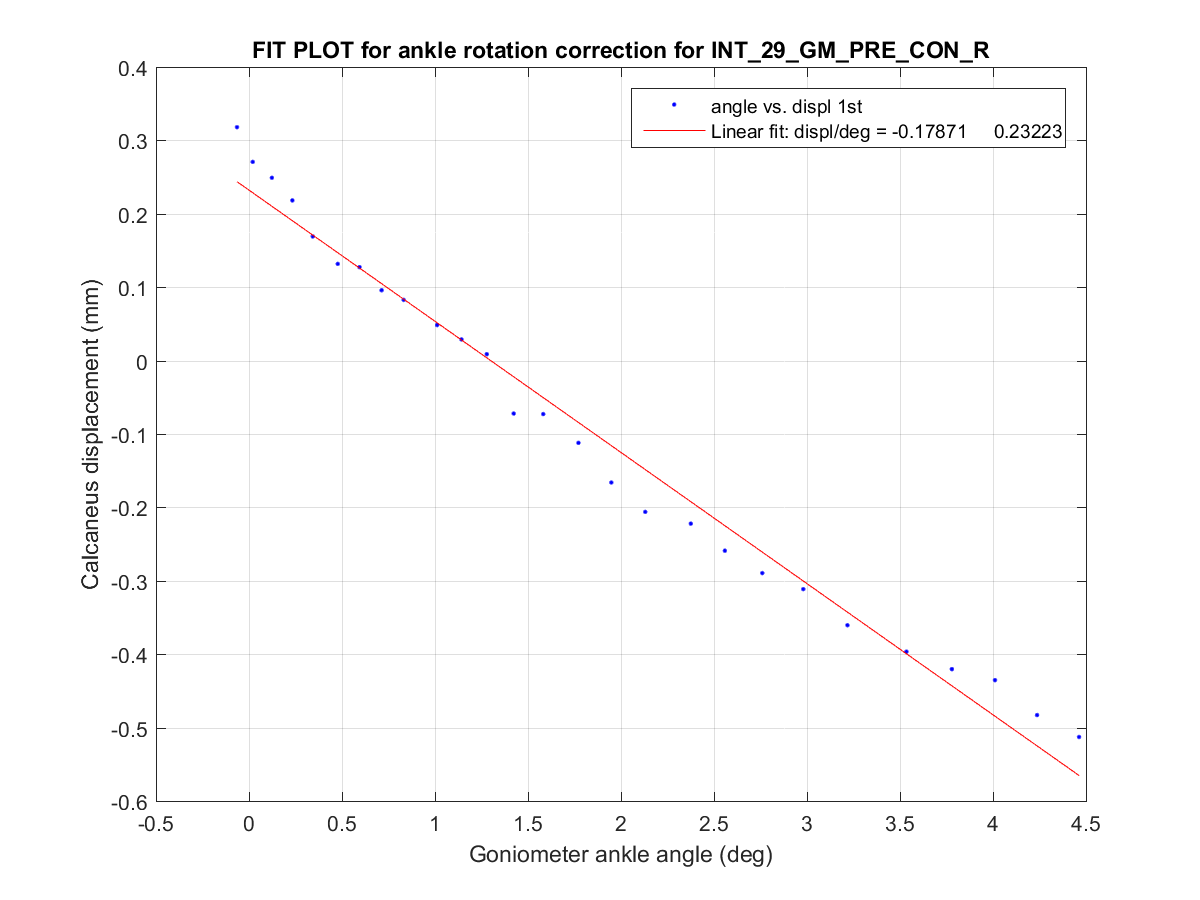 FIT PLOT for ankle rotation correction for INT_29_GM_PRE_CON_R
angle vs. displ 1st
Linear fit: displ/deg = -0.17871 0.23223
0.4
0.3
0.2
0.1
0
-0.1
-0.2
-0.3
-0.4
-0.5
-0.6
Calcaneus displacement (mm)
-0.5 0 0.5 1 1.5 2 2.5 3 3.5 4 4.5
Goniometer ankle angle (deg)